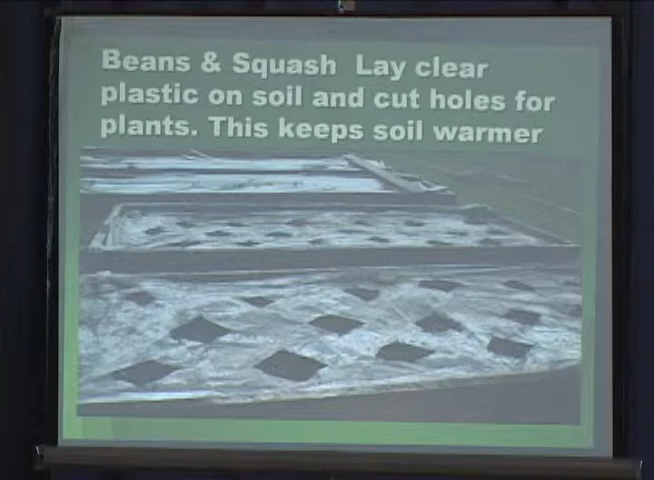 Beans & Squash Lay clear
plastic on soil and cut holes for
plants. This keeps soil warmer